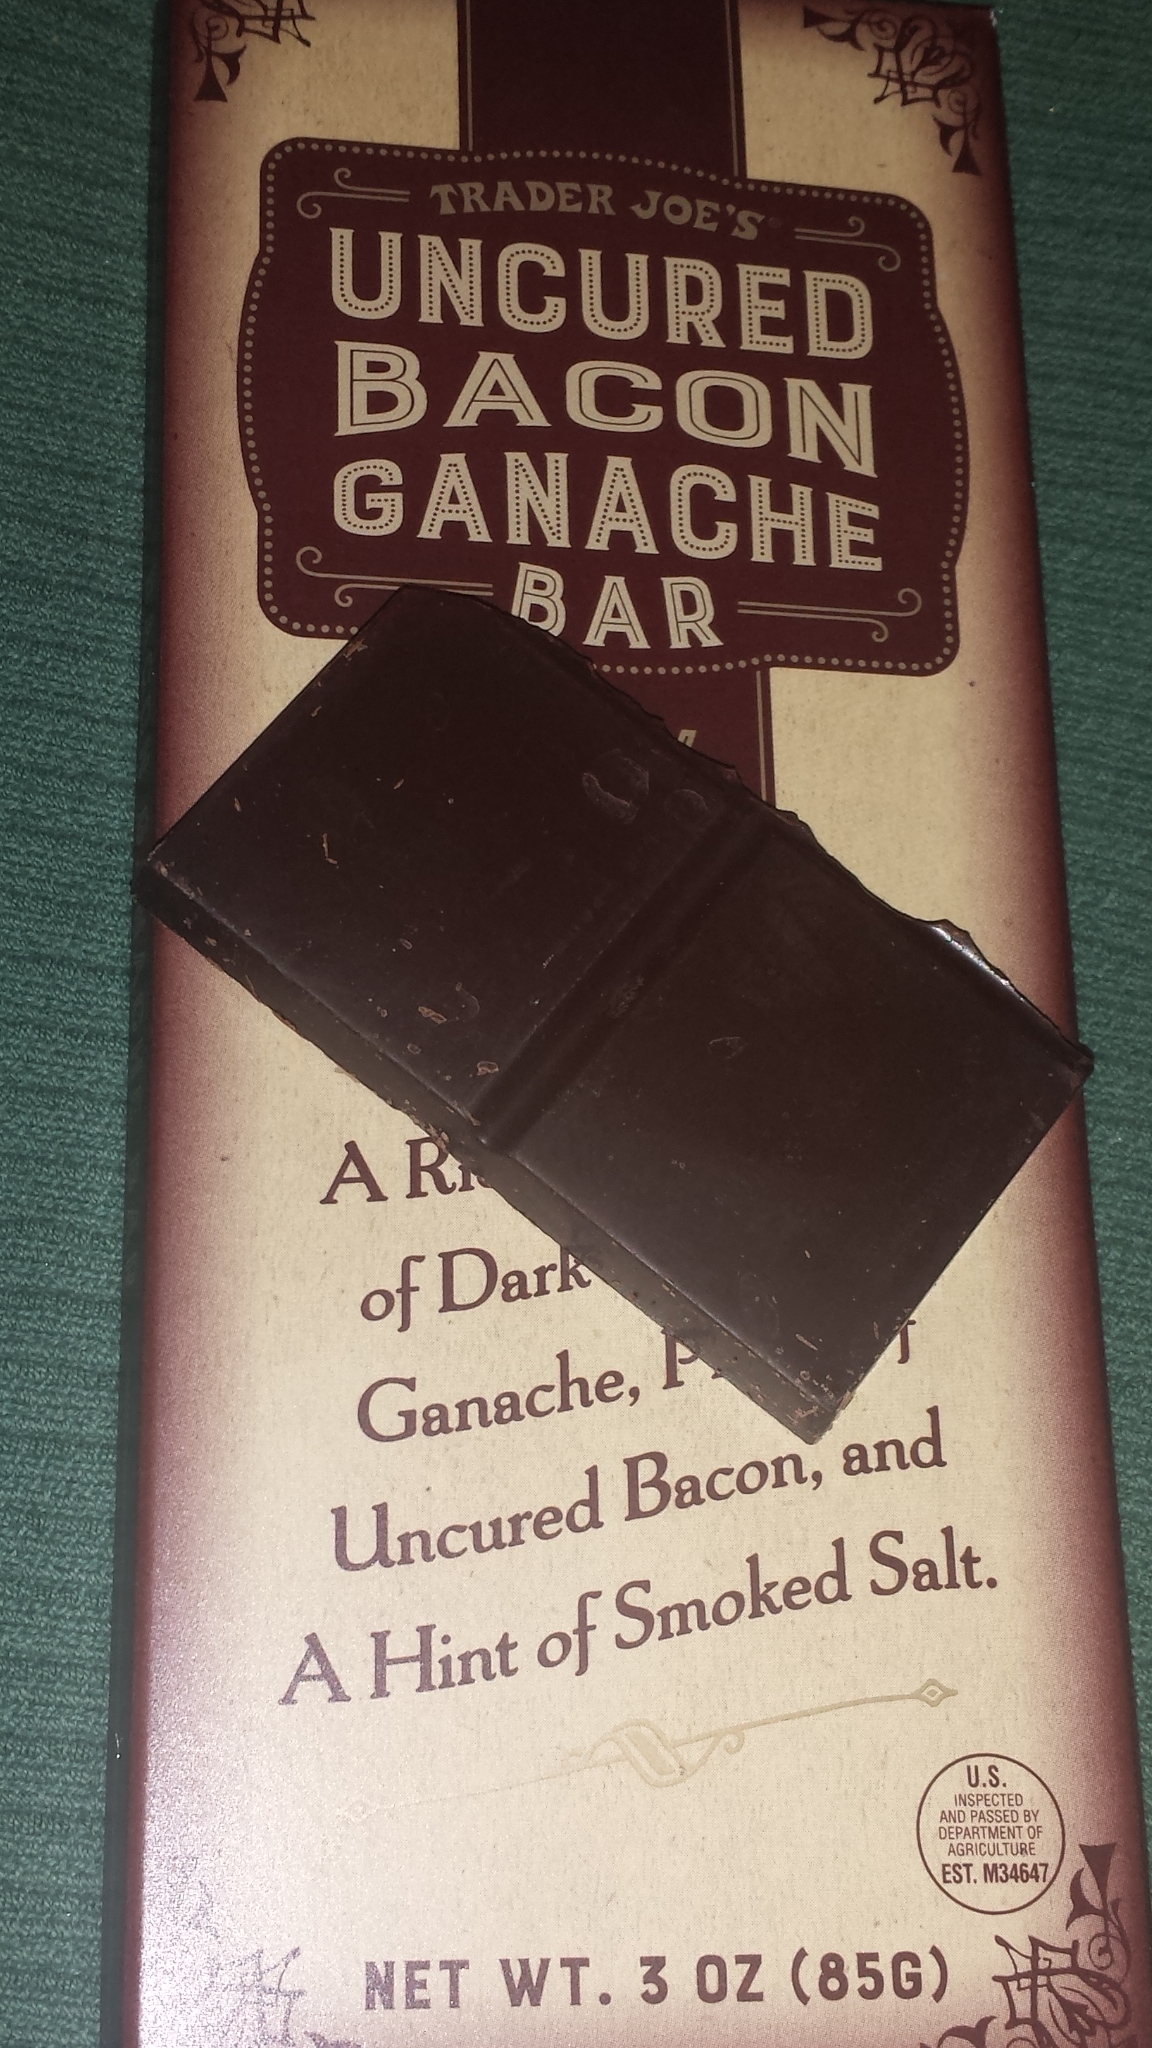 TRADER JOE'S
UNCURED
BACON
GANACHE
BAR
A
of Dark
Ganache,
Uncured Bacon, and
A Hint of Smoked Salt.
U.S.
INSPECTED
AND PASSED BY
DEPARTMENT OF
AGRICULTURE
EST. M34647
NET WT. 3 OZ (85G)